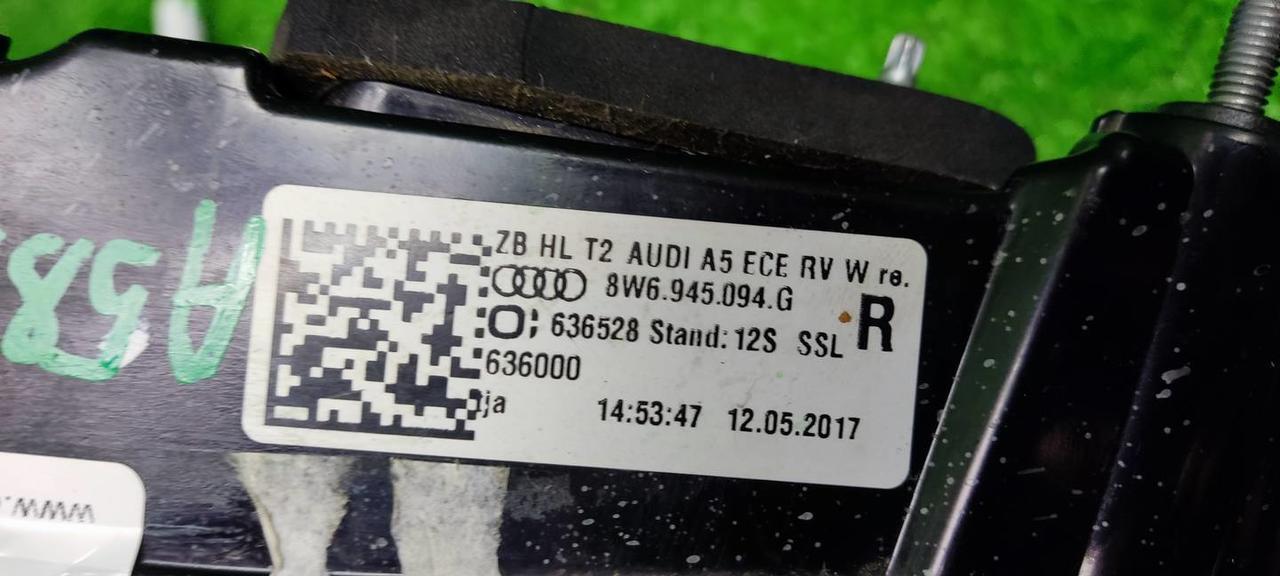 ZB HL T2 AUDI A5 ECE RV W re.
8W6.945.094.G
R
636528 Stand: 12S SSL
636000
14:53:47 12.05.2017
A5
www.